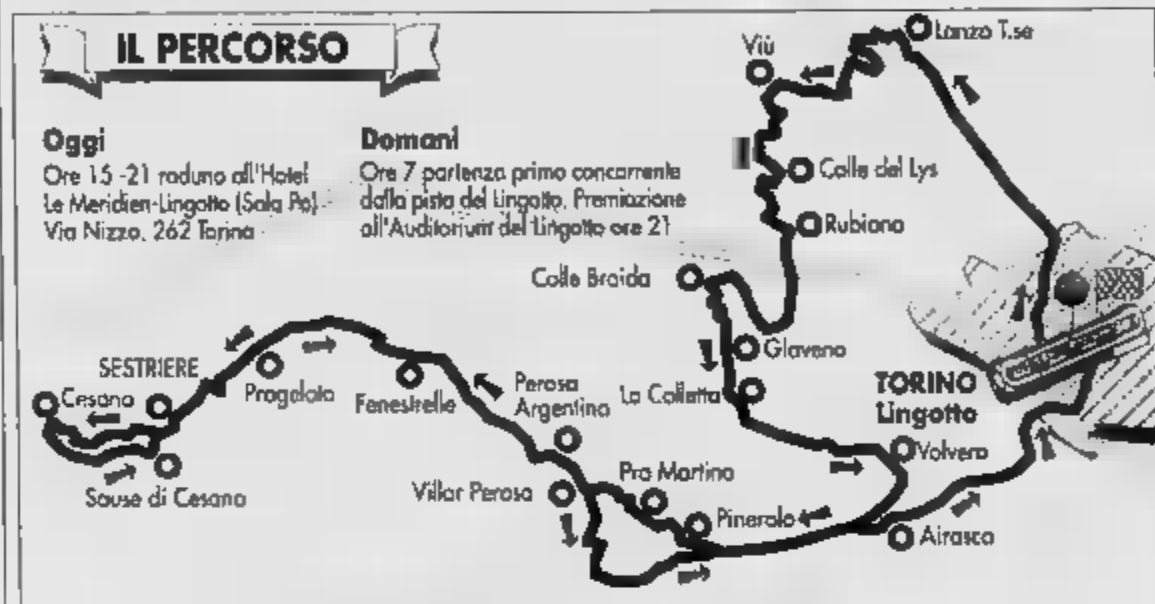 IL PERCORSO
Oggi
Ore 15 -21 raduno all'Hotel
Le Meridien-Lingotto (Sala Po)
Via Nizza, 262 Torino
Domani
Ore 7 partenza primo concorrente
dalla pista del Lingotto. Premiazione
all'Auditorium del Lingotto ore 21
Lanzo T.se
Viù
Colle del Lys
Rubiana
Colle Braida
Giaveno
La Colletta
TORINO
Lingotto
Volvera
SESTRIERE
Cesana
Pragelato
Fenestrelle
Perosa
Argentina
Sause di Cesana
Villar Perosa
Pra Martino
Pinerolo
Airasca